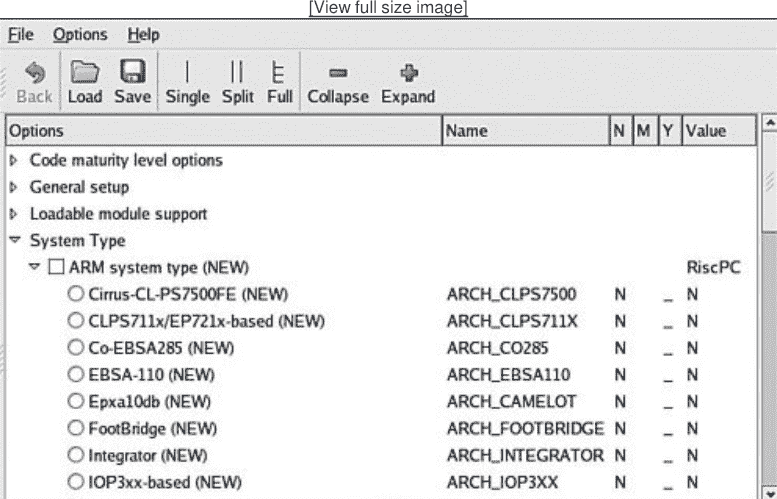 [View full size image]
File Options Help
Back Load Save Single Split Full Collapse Expand
Options Name N M Y Value
Code maturity level options
General setup
Loadable module support
System Type
ARM system type (NEW) RiscPC
Cirrus-CL-PS7500FE (NEW) ARCH_CLPS7500 N _ N
CLPS711x/EP721x-based (NEW) ARCH_CLPS711X N _ N
Co-EBSA285 (NEW) ARCH_CO285 N _ N
EBSA-110 (NEW) ARCH_EBSA110 N _ N
Epxa10db (NEW) ARCH_CAMELOT N _ N
FootBridge (NEW) ARCH_FOOTBRIDGE N _ N
Integrator (NEW) ARCH_INTEGRATOR N _ N
IOP3xx-based (NEW) ARCH_IOP3XX N _ N